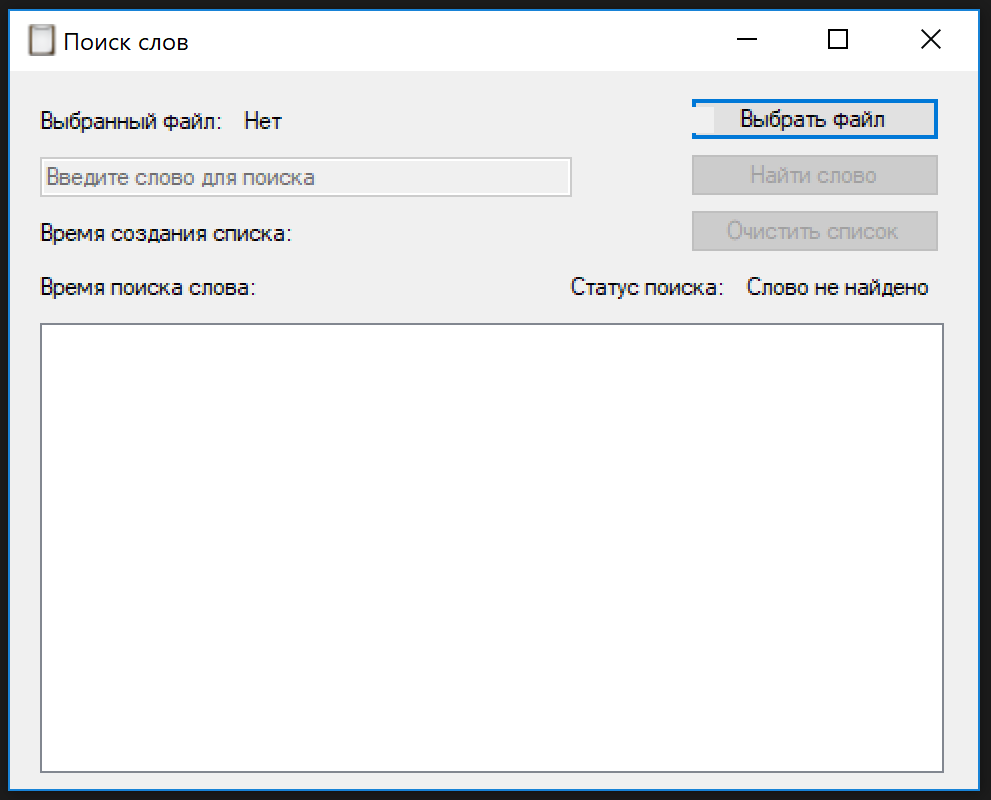 Поиск слов
Выбранный файл: Нет
Выбрать файл
Введите слово для поиска
Найти слово
Время создания списка:
Очистить список
Время поиска слова:
Статус поиска: Слово не найдено